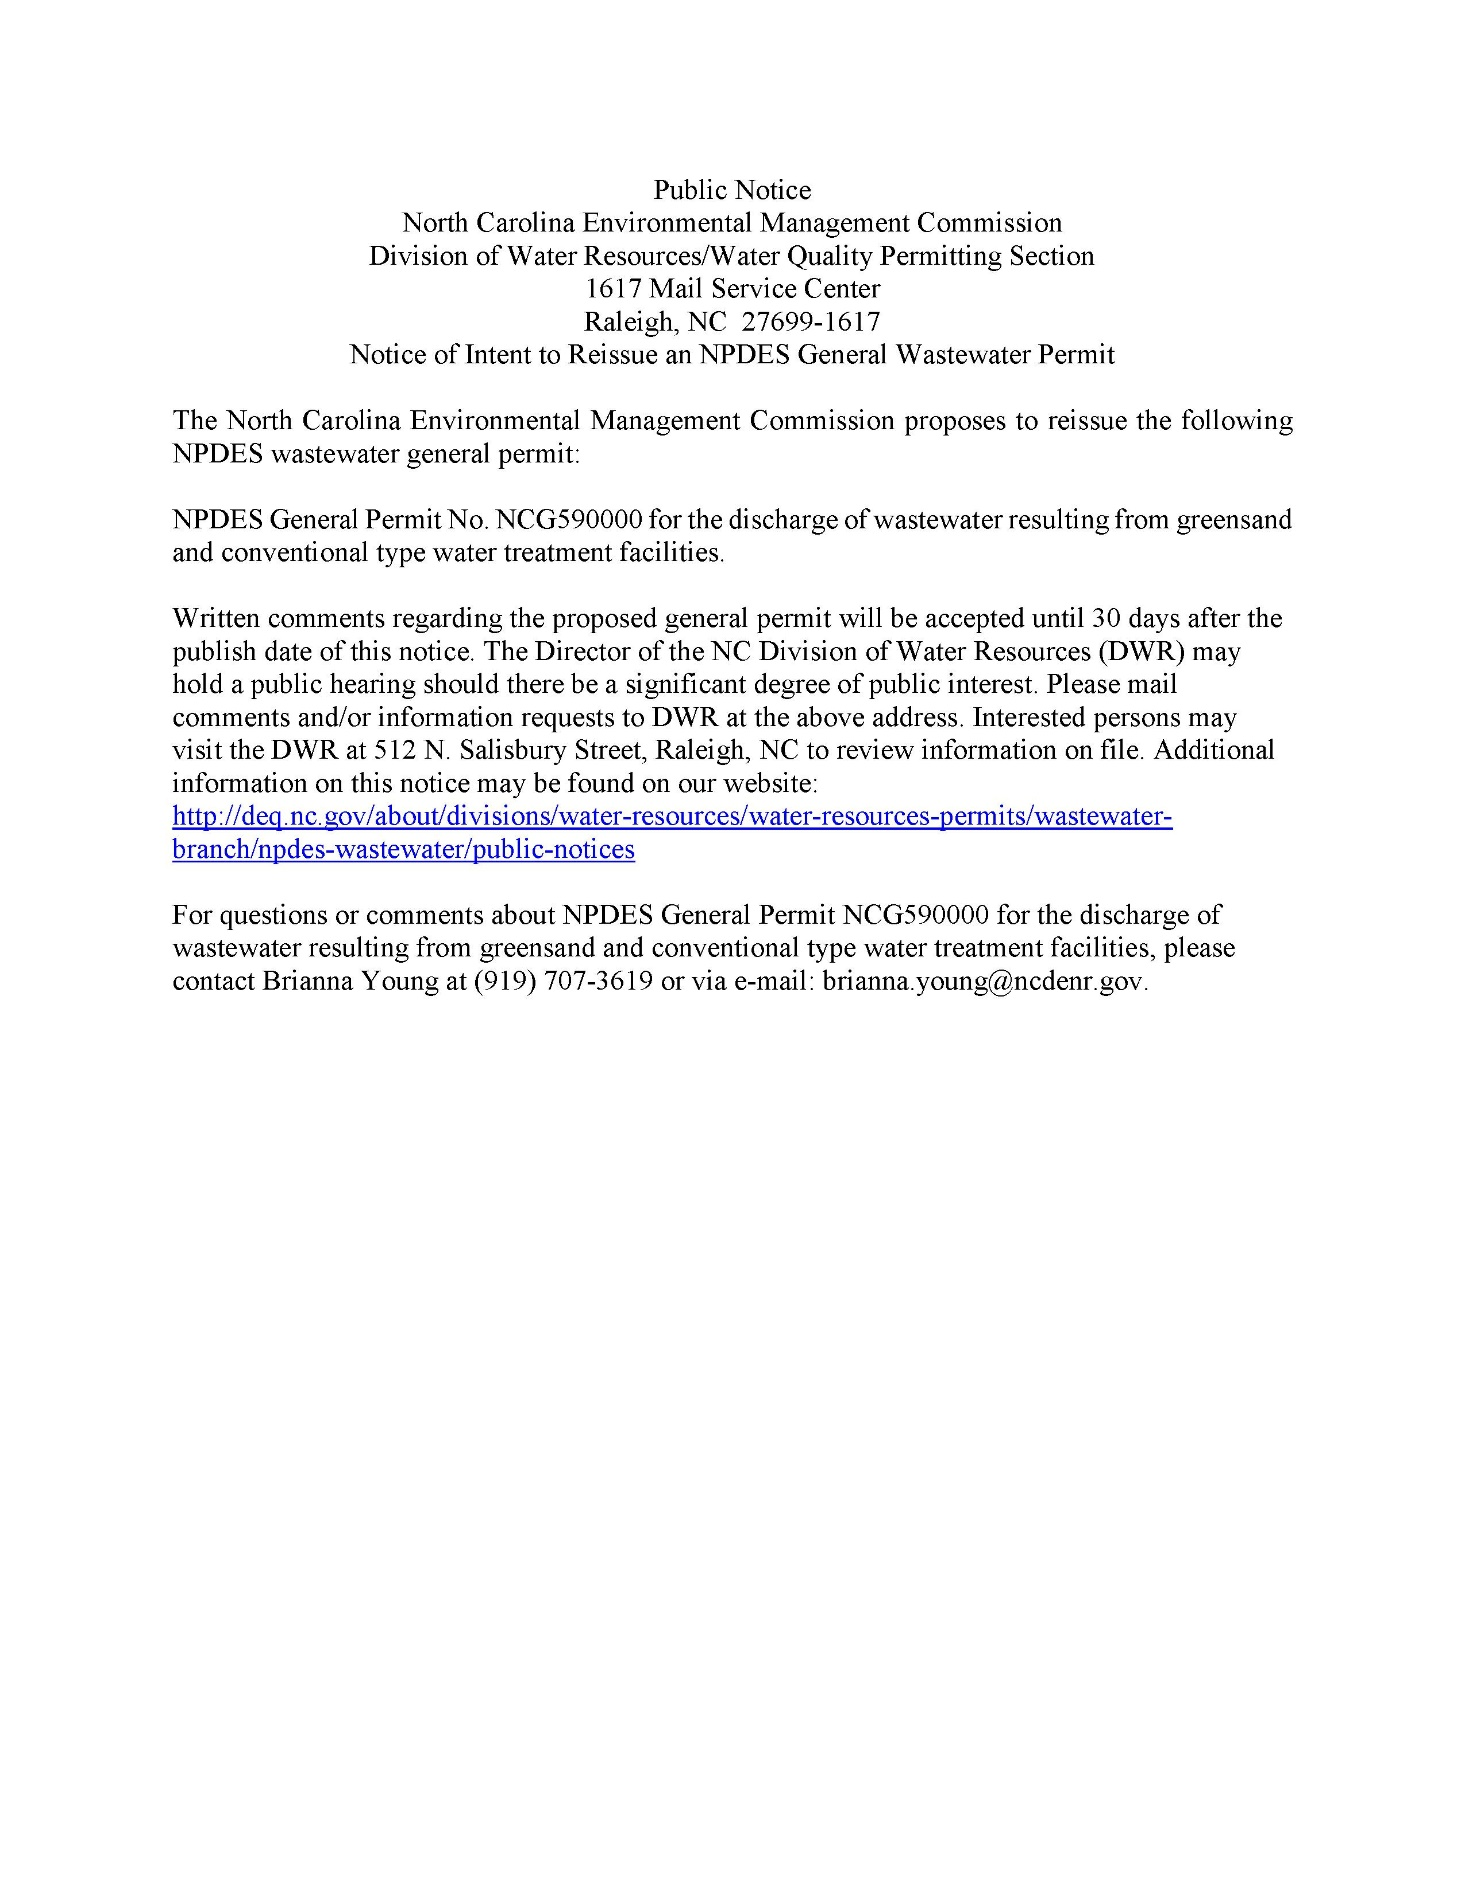 Public Notice
North Carolina Environmental Management Commission
Division of Water Resources/Water Quality Permitting Section
1617 Mail Service Center
Raleigh, NC  27699-1617
Notice of Intent to Reissue an NPDES General Wastewater Permit
The North Carolina Environmental Management Commission proposes to reissue the following
NPDES wastewater general permit:
NPDES General Permit No. NCG590000 for the discharge of wastewater resulting from greensand
and conventional type water treatment facilities.
Written comments regarding the proposed general permit will be accepted until 30 days after the
publish date of this notice. The Director of the NC Division of Water Resources (DWR) may
hold a public hearing should there be a significant degree of public interest. Please mail
comments and/or information requests to DWR at the above address. Interested persons may
visit the DWR at 512 N. Salisbury Street, Raleigh, NC to review information on file. Additional
information on this notice may be found on our website:
http://deq.nc.gov/about/divisions/water-resources/water-resources-permits/wastewater-
branch/npdes-wastewater/public-notices
For questions or comments about NPDES General Permit NCG590000 for the discharge of
wastewater resulting from greensand and conventional type water treatment facilities, please
contact Brianna Young at (919) 707-3619 or via e-mail: brianna.young@ncdenr.gov.